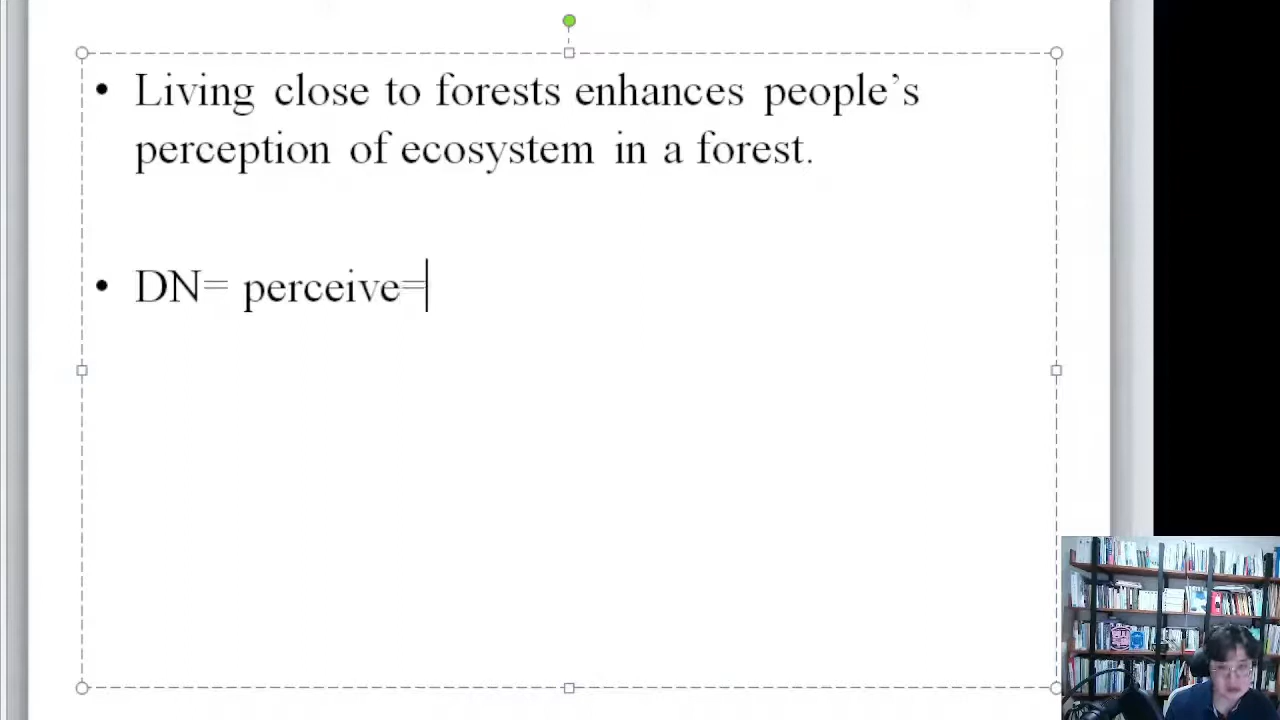 • Living close to forests enhances people’s
perception of ecosystem in a forest.
• DN= perceive=